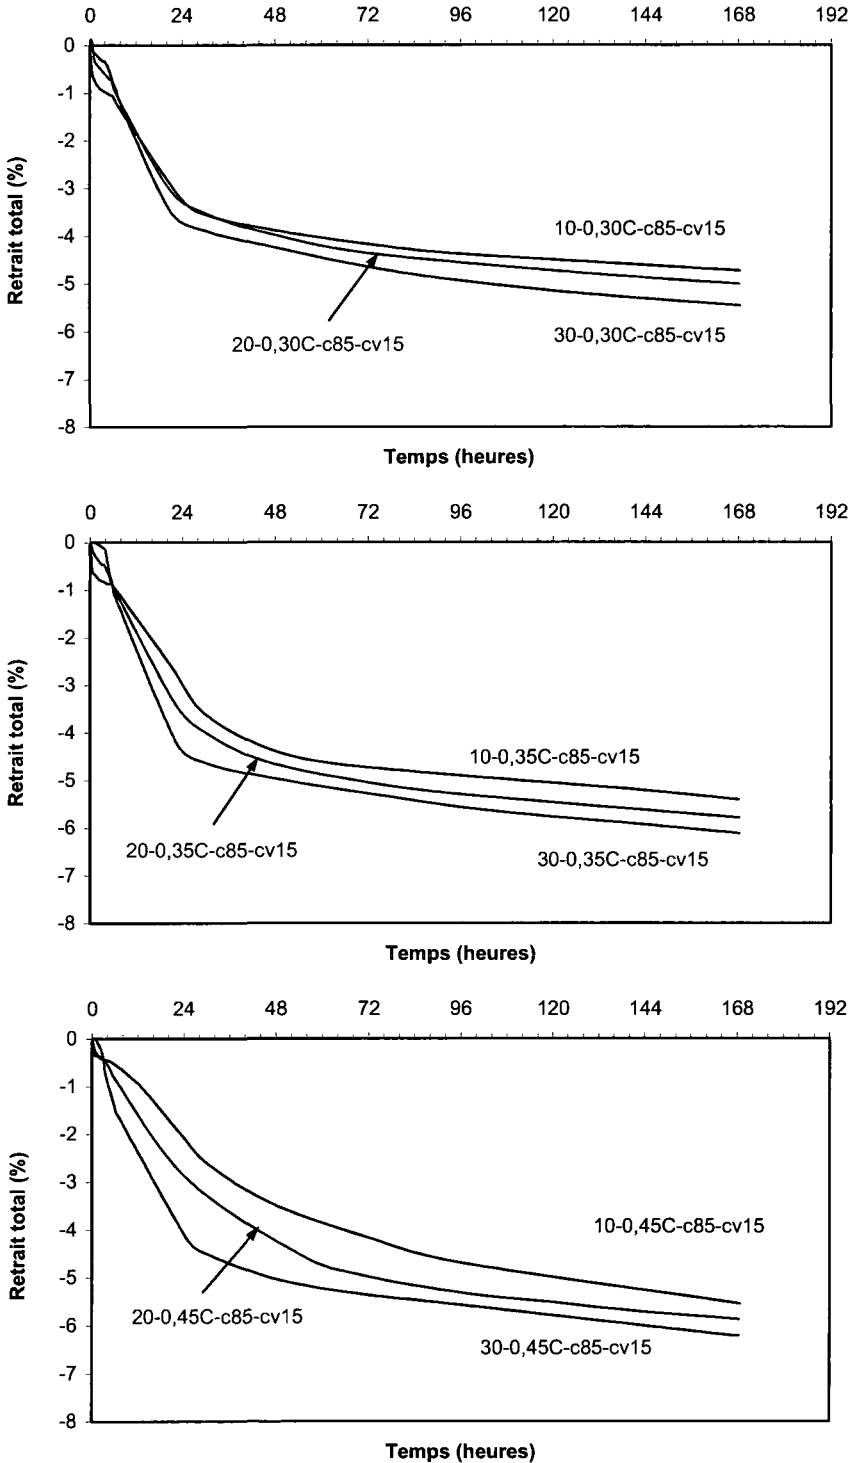 0 24 48 72 96 120 144 168 192
0
-1
-2
-3
-4
-5
-6
-7
-8
Retrait total (%)
10-0,30C-c85-cv15
20-0,30C-c85-cv15
30-0,30C-c85-cv15
Temps (heures)
0 24 48 72 96 120 144 168 192
0
-1
-2
-3
-4
-5
-6
-7
-8
Retrait total (%)
10-0,35C-c85-cv15
20-0,35C-c85-cv15
30-0,35C-c85-cv15
Temps (heures)
0 24 48 72 96 120 144 168 192
0
-1
-2
-3
-4
-5
-6
-7
-8
Retrait total (%)
10-0,45C-c85-cv15
20-0,45C-c85-cv15
30-0,45C-c85-cv15
Temps (heures)